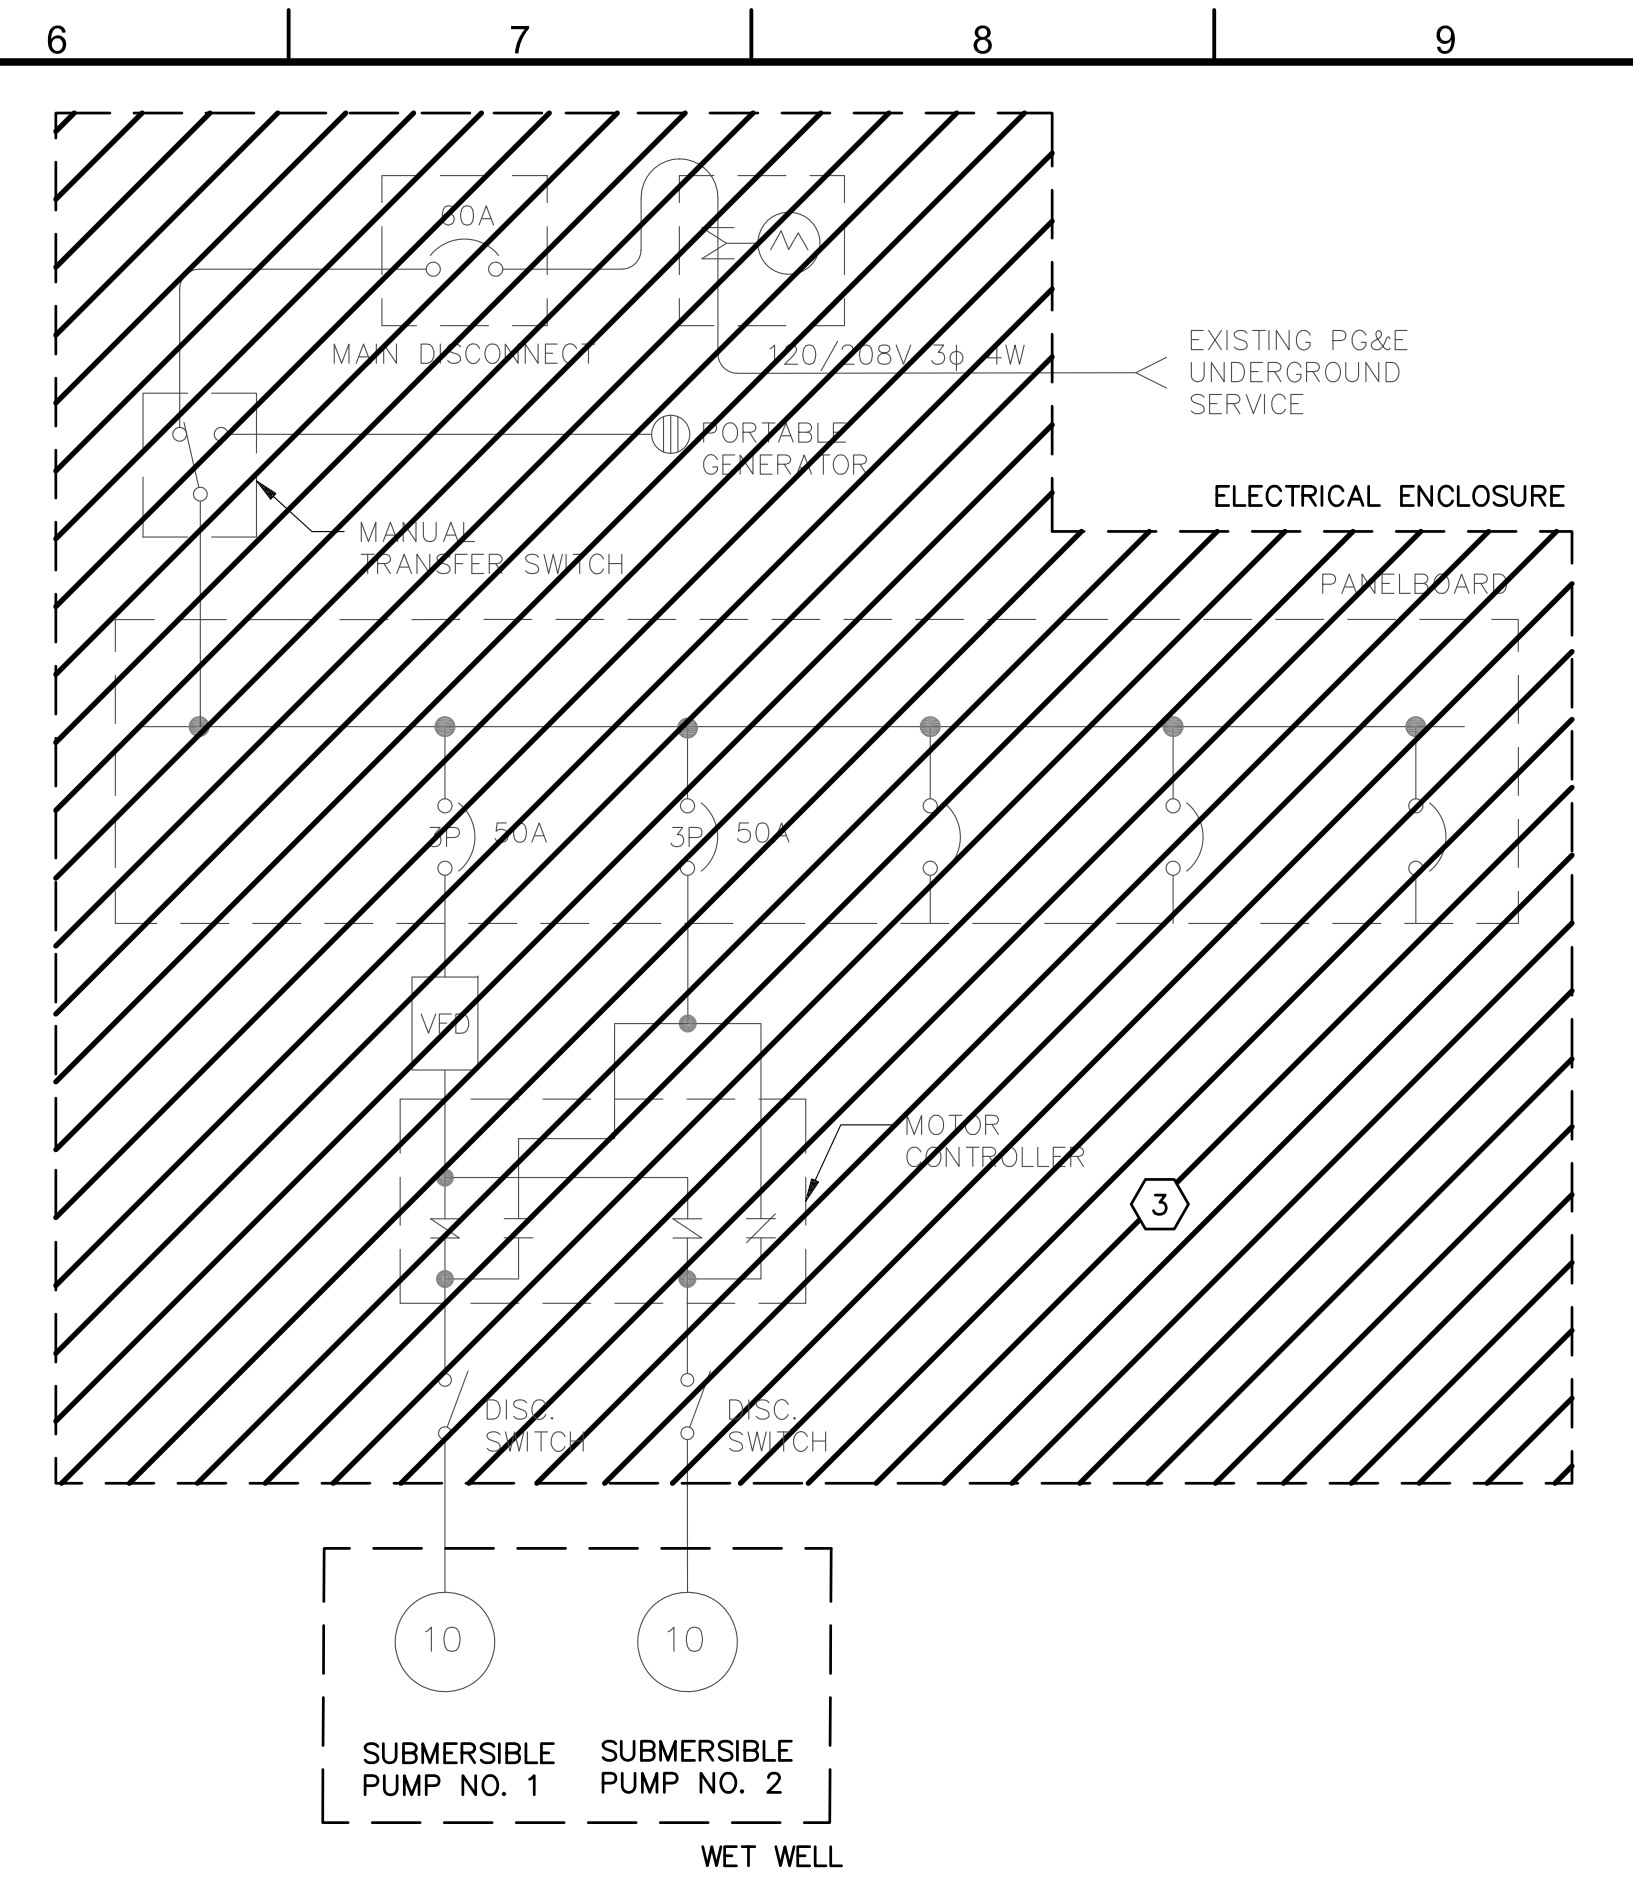 6 7 8 9
60A
MAIN DISCONNECT
120/208V 3ϕ 4W
EXISTING PG&E
UNDERGROUND
SERVICE
PORTABLE
GENERATOR
ELECTRICAL ENCLOSURE
MANUAL
TRANSFER SWITCH
PANELBOARD
3P 50A
3P 50A
VFD
MOTOR
CONTROLLER
3
DISC.
SWITCH
DISC.
SWITCH
10
10
SUBMERSIBLE
PUMP NO. 1
SUBMERSIBLE
PUMP NO. 2
WET WELL